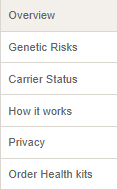 Overview
Genetic Risks
Carrier Status
How it works
Privacy
Order Health kits